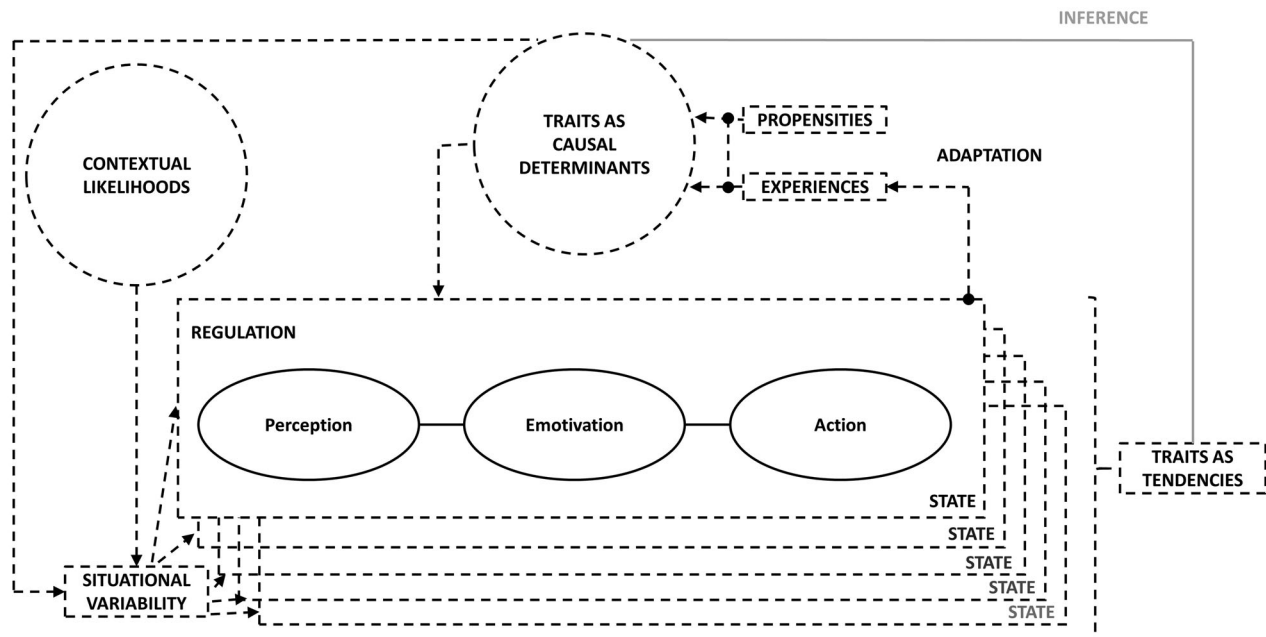 INFERENCE
CONTEXTUAL
LIKELIHOODS
TRAITS AS
CAUSAL
DETERMINANTS
PROPENSITIES
EXPERIENCES
ADAPTATION
REGULATION
Perception
Emotivation
Action
STATE
STATE
STATE
STATE
STATE
TRAITS AS
TENDENCIES
SITUATIONAL
VARIABILITY